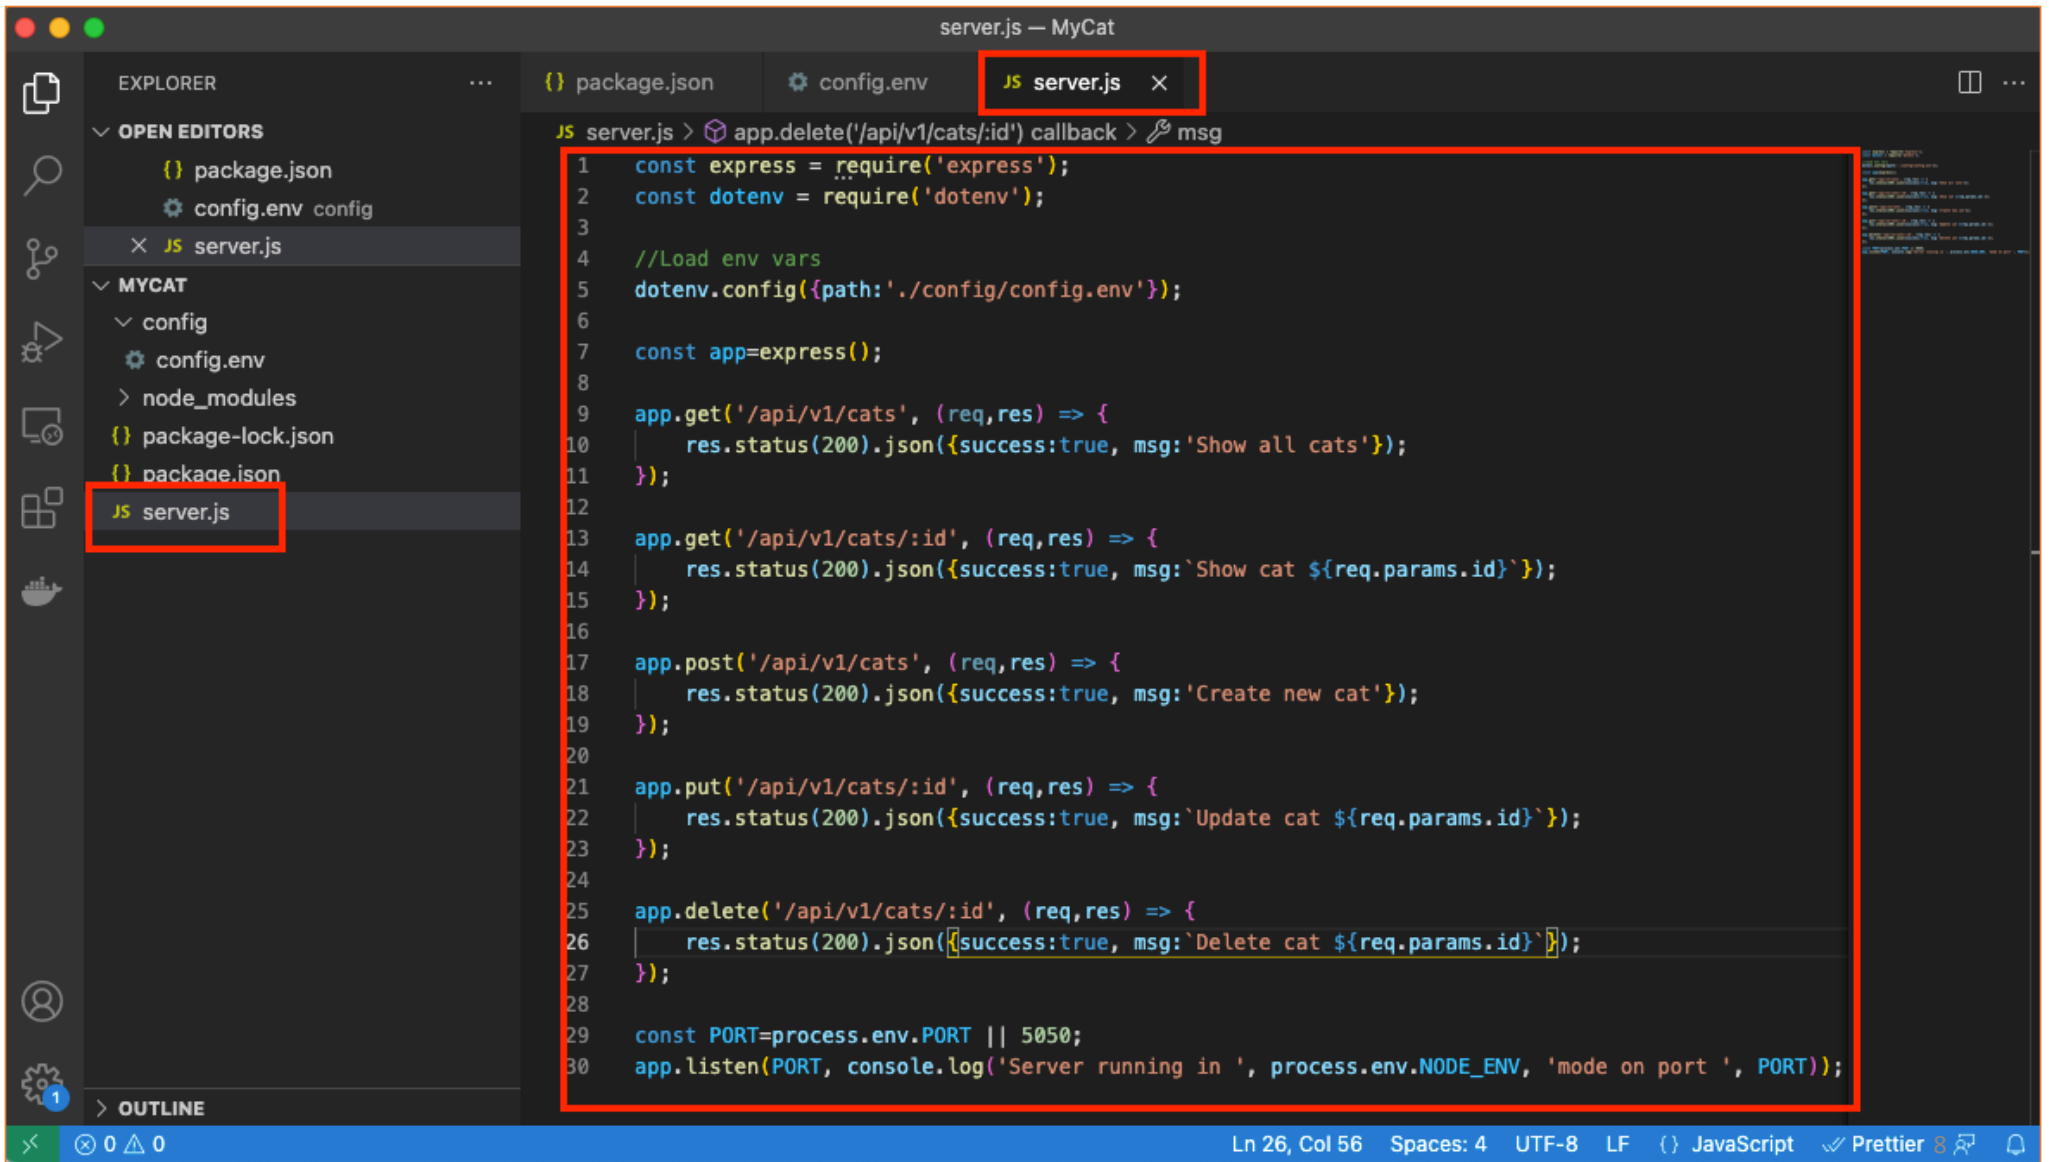 server.js — MyCat
EXPLORER
OPEN EDITORS
{} package.json
config.env config
JS server.js
MYCAT
config
config.env
node_modules
{} package-lock.json
{} package.json
JS server.js
OUTLINE
{} package.json
config.env
JS server.js
JS server.js > app.delete('/api/v1/cats/:id') callback > msg
1 const express = require('express');
2 const dotenv = require('dotenv');
3
4 //Load env vars
5 dotenv.config({path:'./config/config.env'});
6
7 const app=express();
8
9 app.get('/api/v1/cats', (req,res) => {
10     res.status(200).json({success:true, msg:'Show all cats'});
11 });
12
13 app.get('/api/v1/cats/:id', (req,res) => {
14     res.status(200).json({success:true, msg:`Show cat ${req.params.id}`});
15 });
16
17 app.post('/api/v1/cats', (req,res) => {
18     res.status(200).json({success:true, msg:'Create new cat'});
19 });
20
21 app.put('/api/v1/cats/:id', (req,res) => {
22     res.status(200).json({success:true, msg:`Update cat ${req.params.id}`});
23 });
24
25 app.delete('/api/v1/cats/:id', (req,res) => {
26     res.status(200).json({success:true, msg:`Delete cat ${req.params.id}`});
27 });
28
29 const PORT=process.env.PORT || 5050;
30 app.listen(PORT, console.log('Server running in ', process.env.NODE_ENV, 'mode on port ', PORT));
1
0 0
Ln 26, Col 56 Spaces: 4 UTF-8 LF {} JavaScript Prettier 8